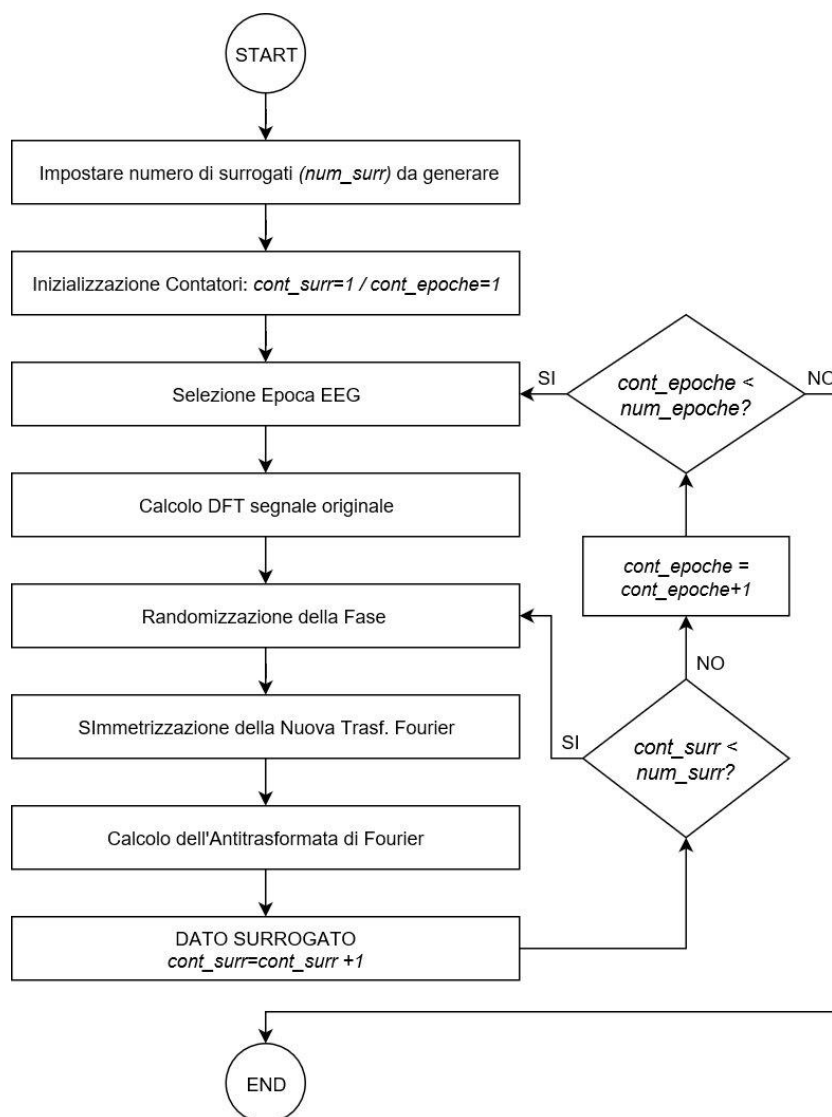 START
Impostare numero di surrogati (num_surr) da generare
Inizializzazione Contatori: cont_surr=1 / cont_epoche=1
Selezione Epoca EEG
SI
cont_epoche <
num_epoche?
NO
Calcolo DFT segnale originale
cont_epoche =
cont_epoche+1
Randomizzazione della Fase
NO
SImmetrizzazione della Nuova Trasf. Fourier
SI
cont_surr <
num_surr?
Calcolo dell'Antitrasformata di Fourier
DATO SURROGATO
cont_surr=cont_surr +1
END